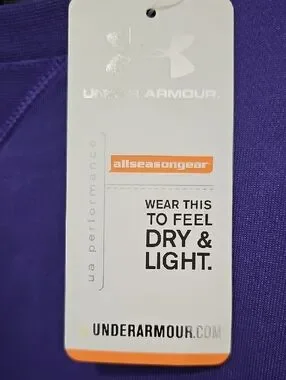 UNDER ARMOUR.
allseasongear
ua performance
WEAR THIS
TO FEEL
DRY &
LIGHT.
UNDERARMOUR.COM